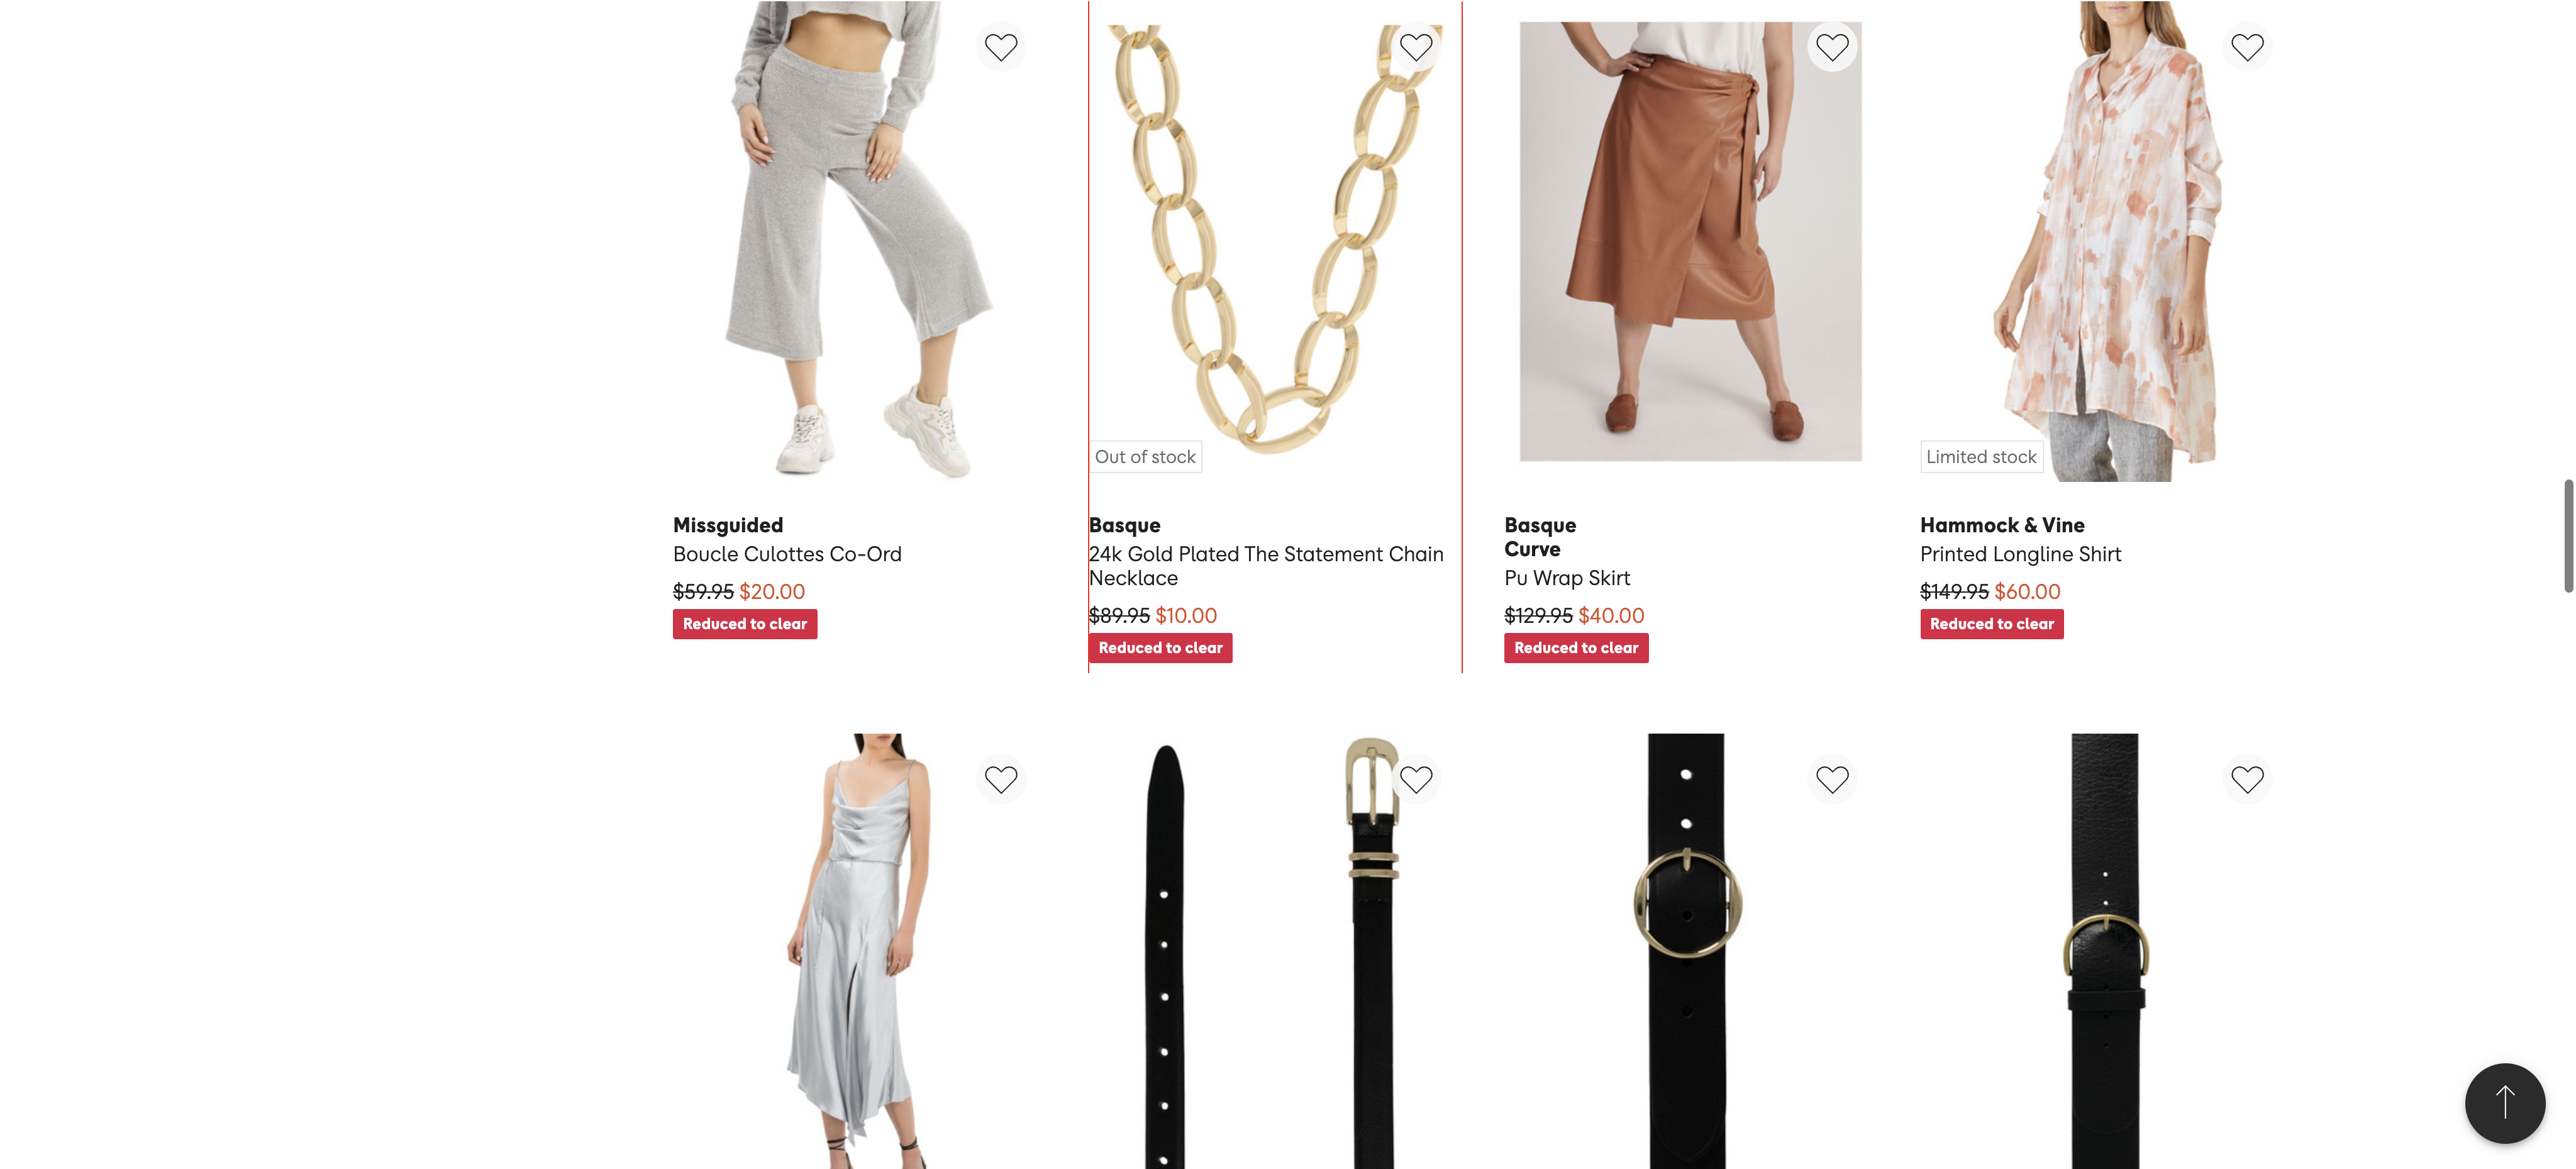 Out of stock
Limited stock
Missguided
Boucle Culottes Co-Ord
$59.95 $20.00
Reduced to clear
Basque
24k Gold Plated The Statement Chain
Necklace
$89.95 $10.00
Reduced to clear
Basque
Curve
Pu Wrap Skirt
$129.95 $40.00
Reduced to clear
Hammock & Vine
Printed Longline Shirt
$149.95 $60.00
Reduced to clear